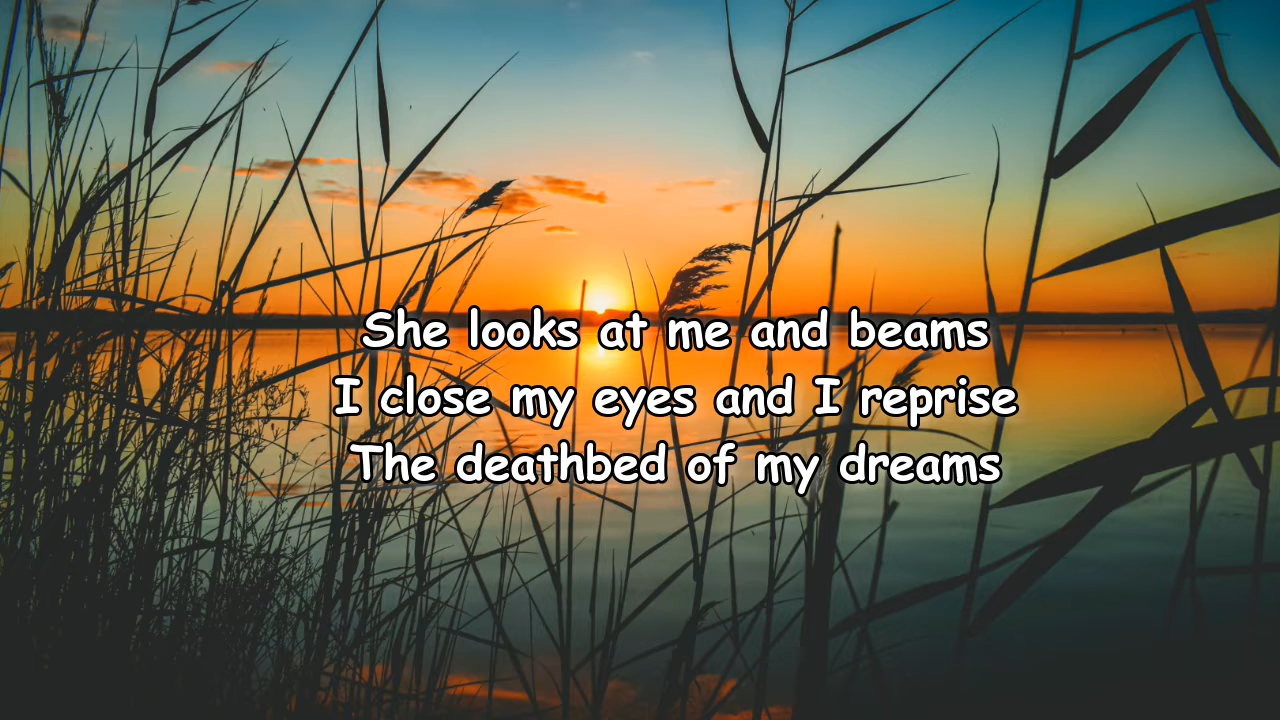 She looks at me and beams
I close my eyes and I reprise
The deathbed of my dreams